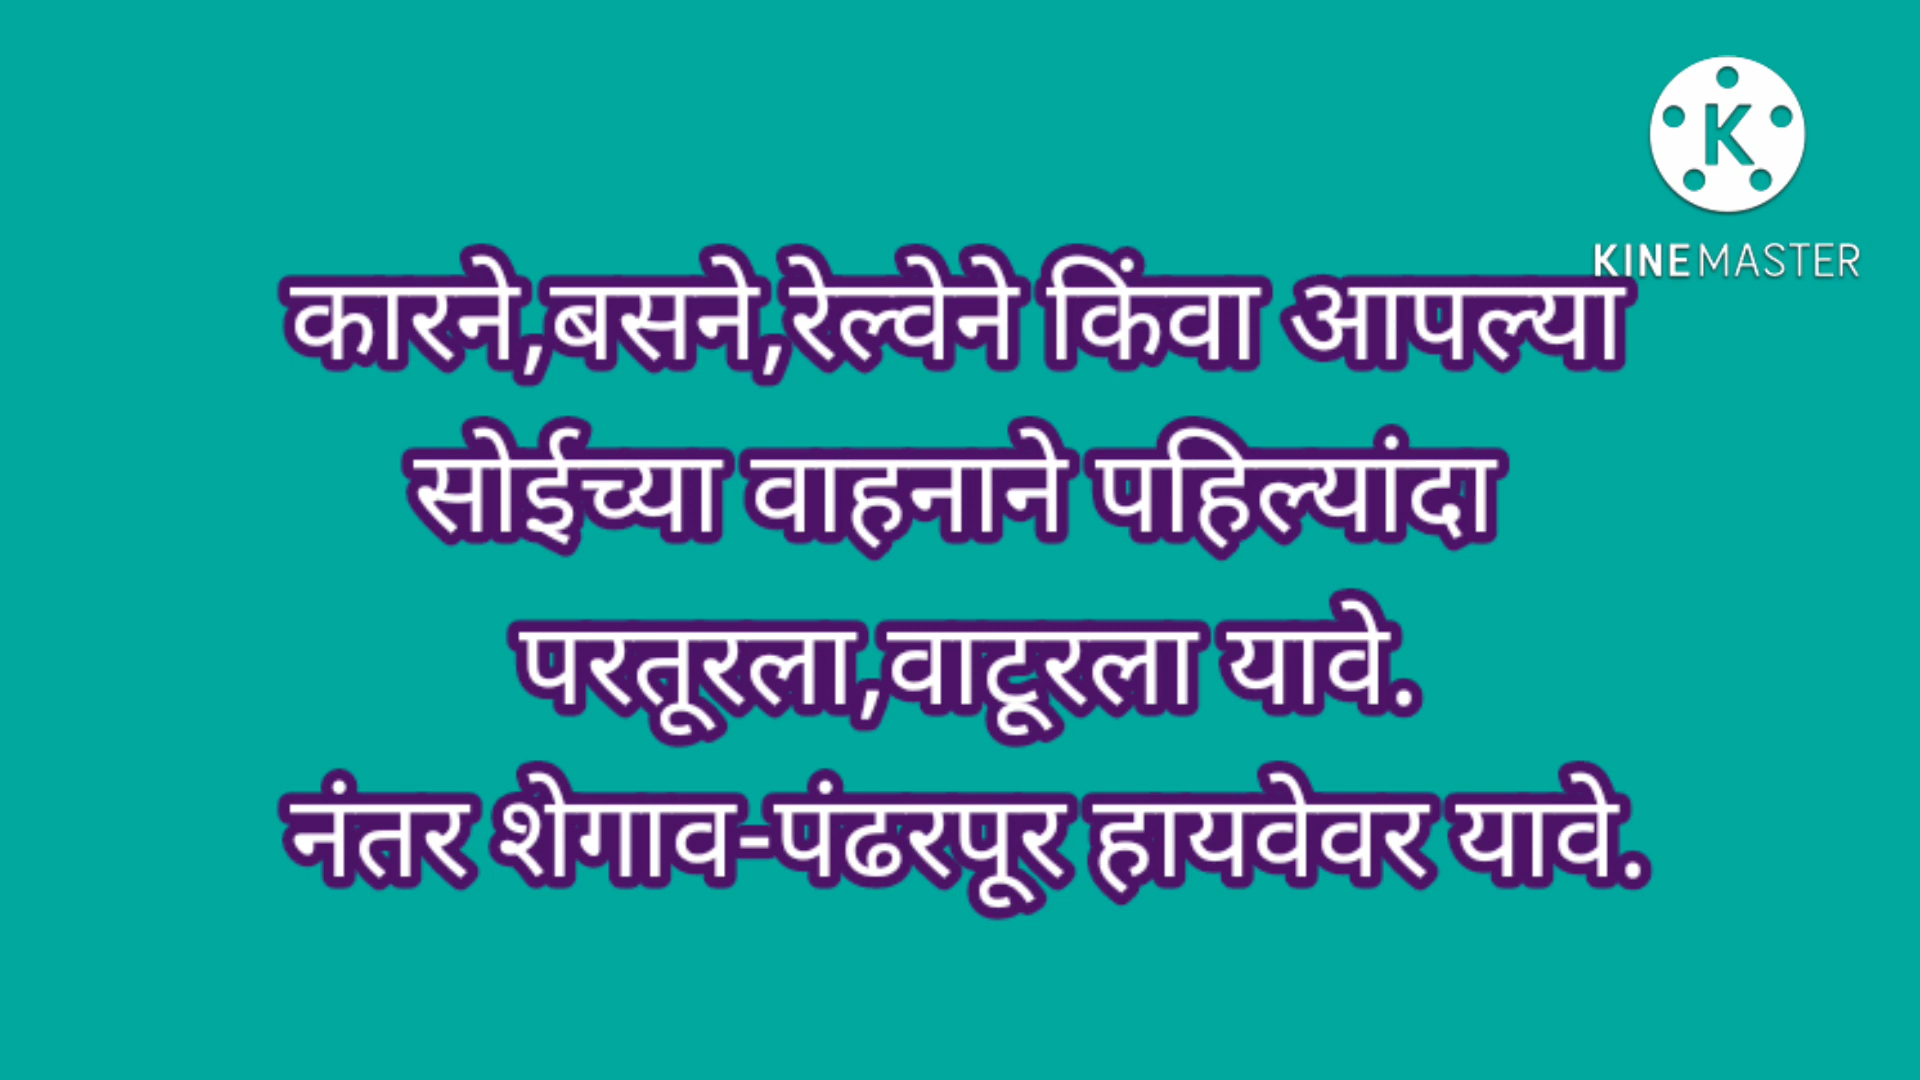 K
KINEMASTER
कारने,बसने,रेल्वेने किंवा आपल्या
सोईच्या वाहनाने पहिल्यांदा
परतूरला,वाटूरला यावे.
नंतर शेगाव-पंढरपूर हायवेवर यावे.